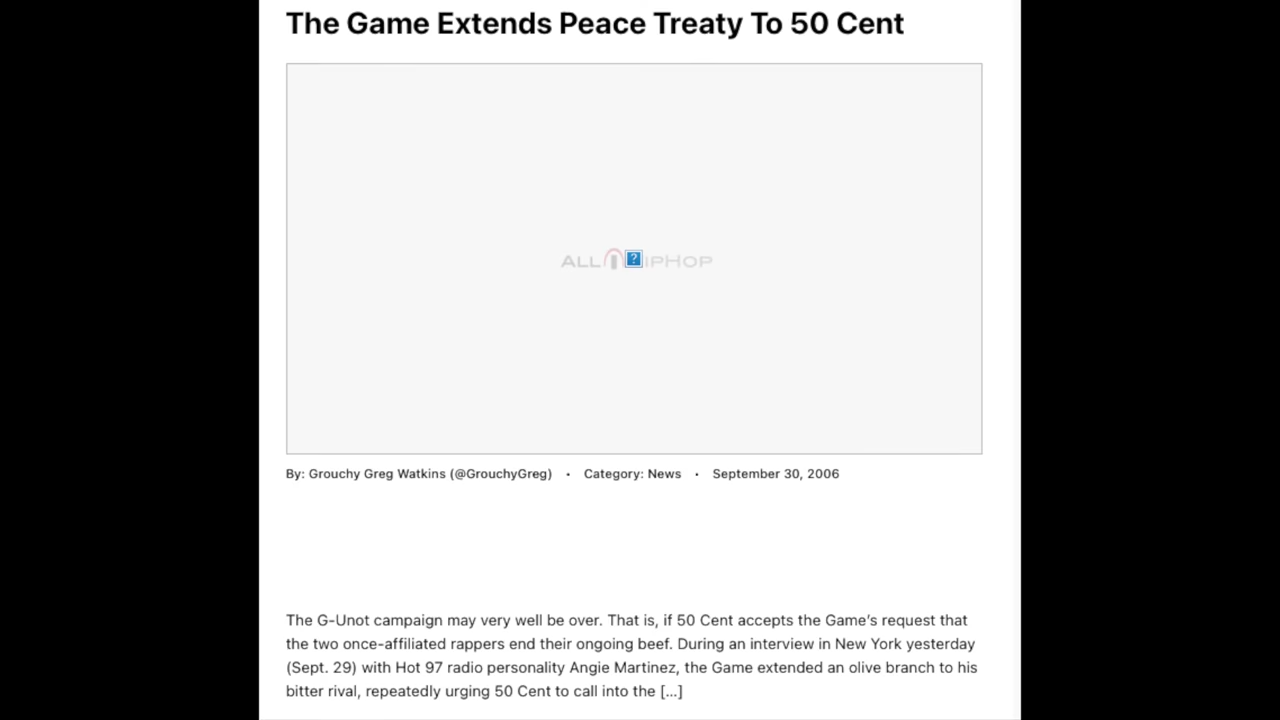 The Game Extends Peace Treaty To 50 Cent
ALL IPHOP
By: Grouchy Greg Watkins (@GrouchyGreg) · Category: News · September 30, 2006
The G-Unot campaign may very well be over. That is, if 50 Cent accepts the Game’s request that
the two once-affiliated rappers end their ongoing beef. During an interview in New York yesterday
(Sept. 29) with Hot 97 radio personality Angie Martinez, the Game extended an olive branch to his
bitter rival, repeatedly urging 50 Cent to call into the [...]